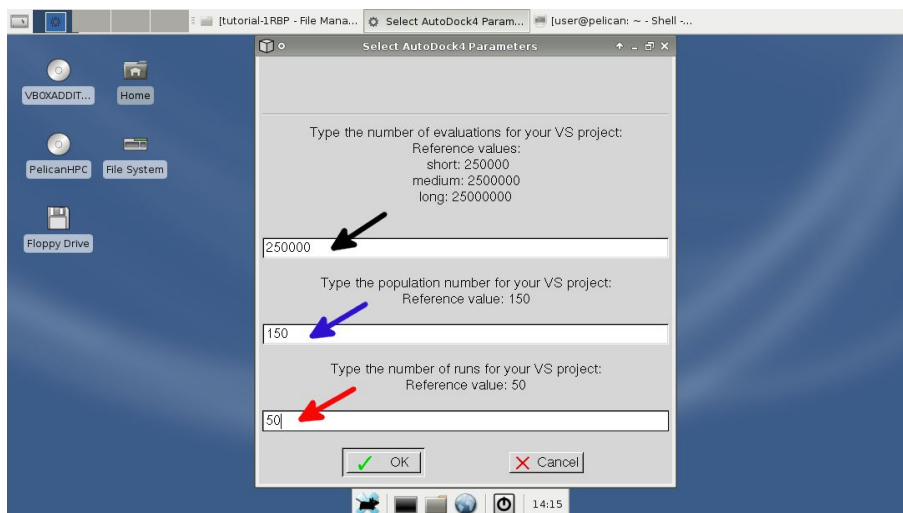 [tutorial-1RBP - File Mana...
Select AutoDock4 Param...
[user@pelican: ~ - Shell -...
Select AutoDock4 Parameters
VBOXADDIT...
Home
PelicanHPC
File System
Floppy Drive
Type the number of evaluations for your VS project:
Reference values:
short: 250000
medium: 2500000
long: 25000000
250000
Type the population number for your VS project:
Reference value: 150
150
Type the number of runs for your VS project:
Reference value: 50
50
OK
Cancel
14:15